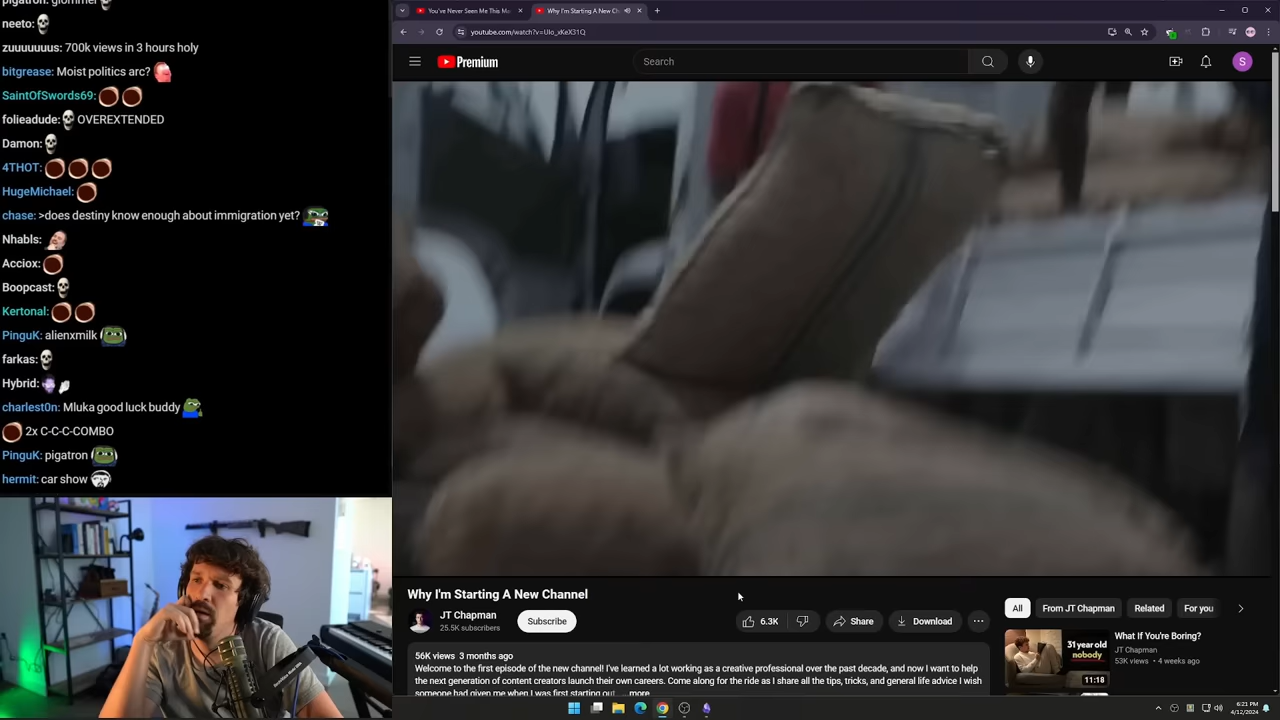 pigatron: glommer
neeto:
zuuuuuuus: 700k views in 3 hours holy
bitgrease: Moist politics arc?
SaintOfSwords69:
folieadude: OVEREXTENDED
Damon:
4THOT:
HugeMichael:
chase: >does destiny know enough about immigration yet?
Nhabls:
Acciox:
Boopcast:
Kertonal:
PinguK: alienxmilk
farkas:
Hybrid:
charlest0n: Mluka good luck buddy
2x C-C-C-COMBO
PinguK: pigatron
hermit: car show
You've Never Seen Me This Mo
Why I'm Starting A New Ch
youtube.com/watch?v=UIo_xKeX31Q
Premium
Search
S
Why I'm Starting A New Channel
JT Chapman
25.5K subscribers
Subscribe
6.3K
Share
Download
56K views 3 months ago
Welcome to the first episode of the new channel! I've learned a lot working as a creative professional over the past decade, and now I want to help
the next generation of content creators launch their own careers. Come along for the ride as I share all the tips, tricks, and general life advice I wish
someone had given me when I was first starting out. ...more
All
From JT Chapman
Related
For you
31 year old
nobody
11:18
What If You're Boring?
JT Chapman
53K views • 4 weeks ago
6:21 PM
4/12/2024